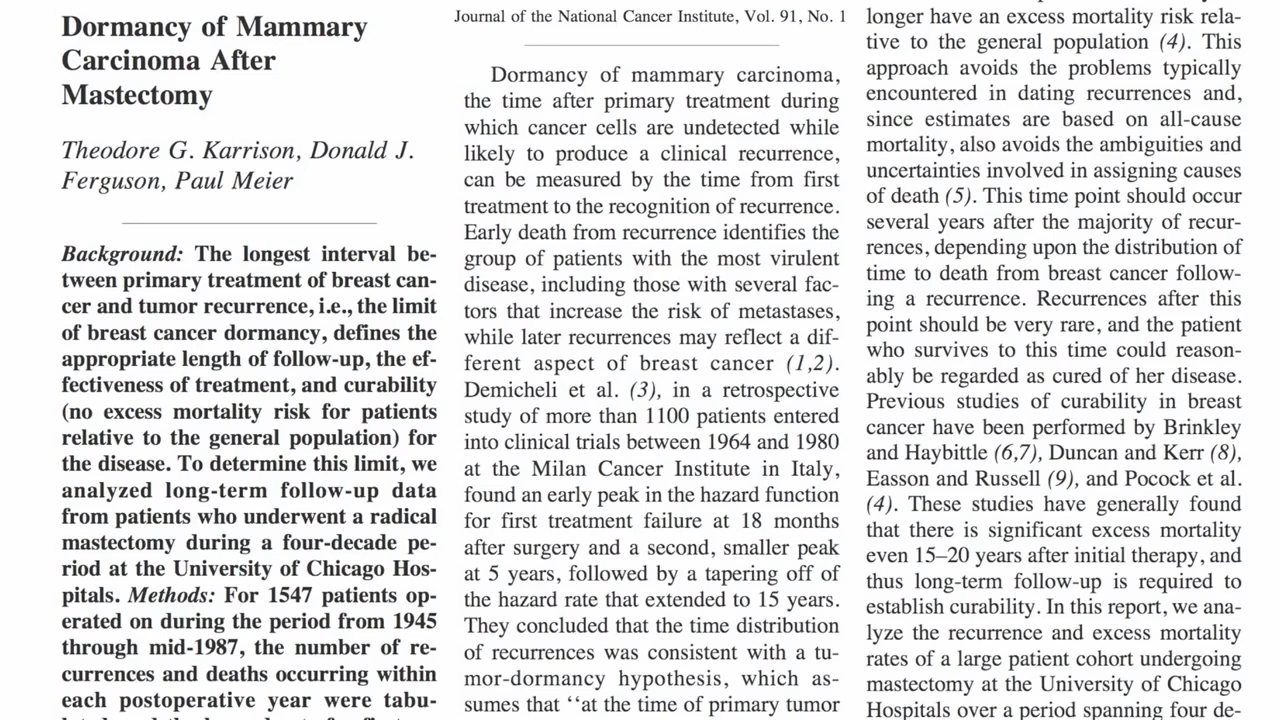 Dormancy of Mammary
Carcinoma After
Mastectomy
Theodore G. Karrison, Donald J.
Ferguson, Paul Meier
Background: The longest interval be-
tween primary treatment of breast can-
cer and tumor recurrence, i.e., the limit
of breast cancer dormancy, defines the
appropriate length of follow-up, the ef-
fectiveness of treatment, and curability
(no excess mortality risk for patients
relative to the general population) for
the disease. To determine this limit, we
analyzed long-term follow-up data
from patients who underwent a radical
mastectomy during a four-decade pe-
riod at the University of Chicago Hos-
pitals. Methods: For 1547 patients op-
erated on during the period from 1945
through mid-1987, the number of re-
currences and deaths occurring within
each postoperative year were tabu-
Journal of the National Cancer Institute, Vol. 91, No. 1
Dormancy of mammary carcinoma,
the time after primary treatment during
which cancer cells are undetected while
likely to produce a clinical recurrence,
can be measured by the time from first
treatment to the recognition of recurrence.
Early death from recurrence identifies the
group of patients with the most virulent
disease, including those with several fac-
tors that increase the risk of metastases,
while later recurrences may reflect a dif-
ferent aspect of breast cancer (1,2).
Demicheli et al. (3), in a retrospective
study of more than 1100 patients entered
into clinical trials between 1964 and 1980
at the Milan Cancer Institute in Italy,
found an early peak in the hazard function
for first treatment failure at 18 months
after surgery and a second, smaller peak
at 5 years, followed by a tapering off of
the hazard rate that extended to 15 years.
They concluded that the time distribution
of recurrences was consistent with a tu-
mor-dormancy hypothesis, which as-
sumes that ‘‘at the time of primary tumor
longer have an excess mortality risk rela-
tive to the general population (4). This
approach avoids the problems typically
encountered in dating recurrences and,
since estimates are based on all-cause
mortality, also avoids the ambiguities and
uncertainties involved in assigning causes
of death (5). This time point should occur
several years after the majority of recur-
rences, depending upon the distribution of
time to death from breast cancer follow-
ing a recurrence. Recurrences after this
point should be very rare, and the patient
who survives to this time could reason-
ably be regarded as cured of her disease.
Previous studies of curability in breast
cancer have been performed by Brinkley
and Haybittle (6,7), Duncan and Kerr (8),
Easson and Russell (9), and Pocock et al.
(4). These studies have generally found
that there is significant excess mortality
even 15–20 years after initial therapy, and
thus long-term follow-up is required to
establish curability. In this report, we ana-
lyze the recurrence and excess mortality
rates of a large patient cohort undergoing
mastectomy at the University of Chicago
Hospitals over a period spanning four de-